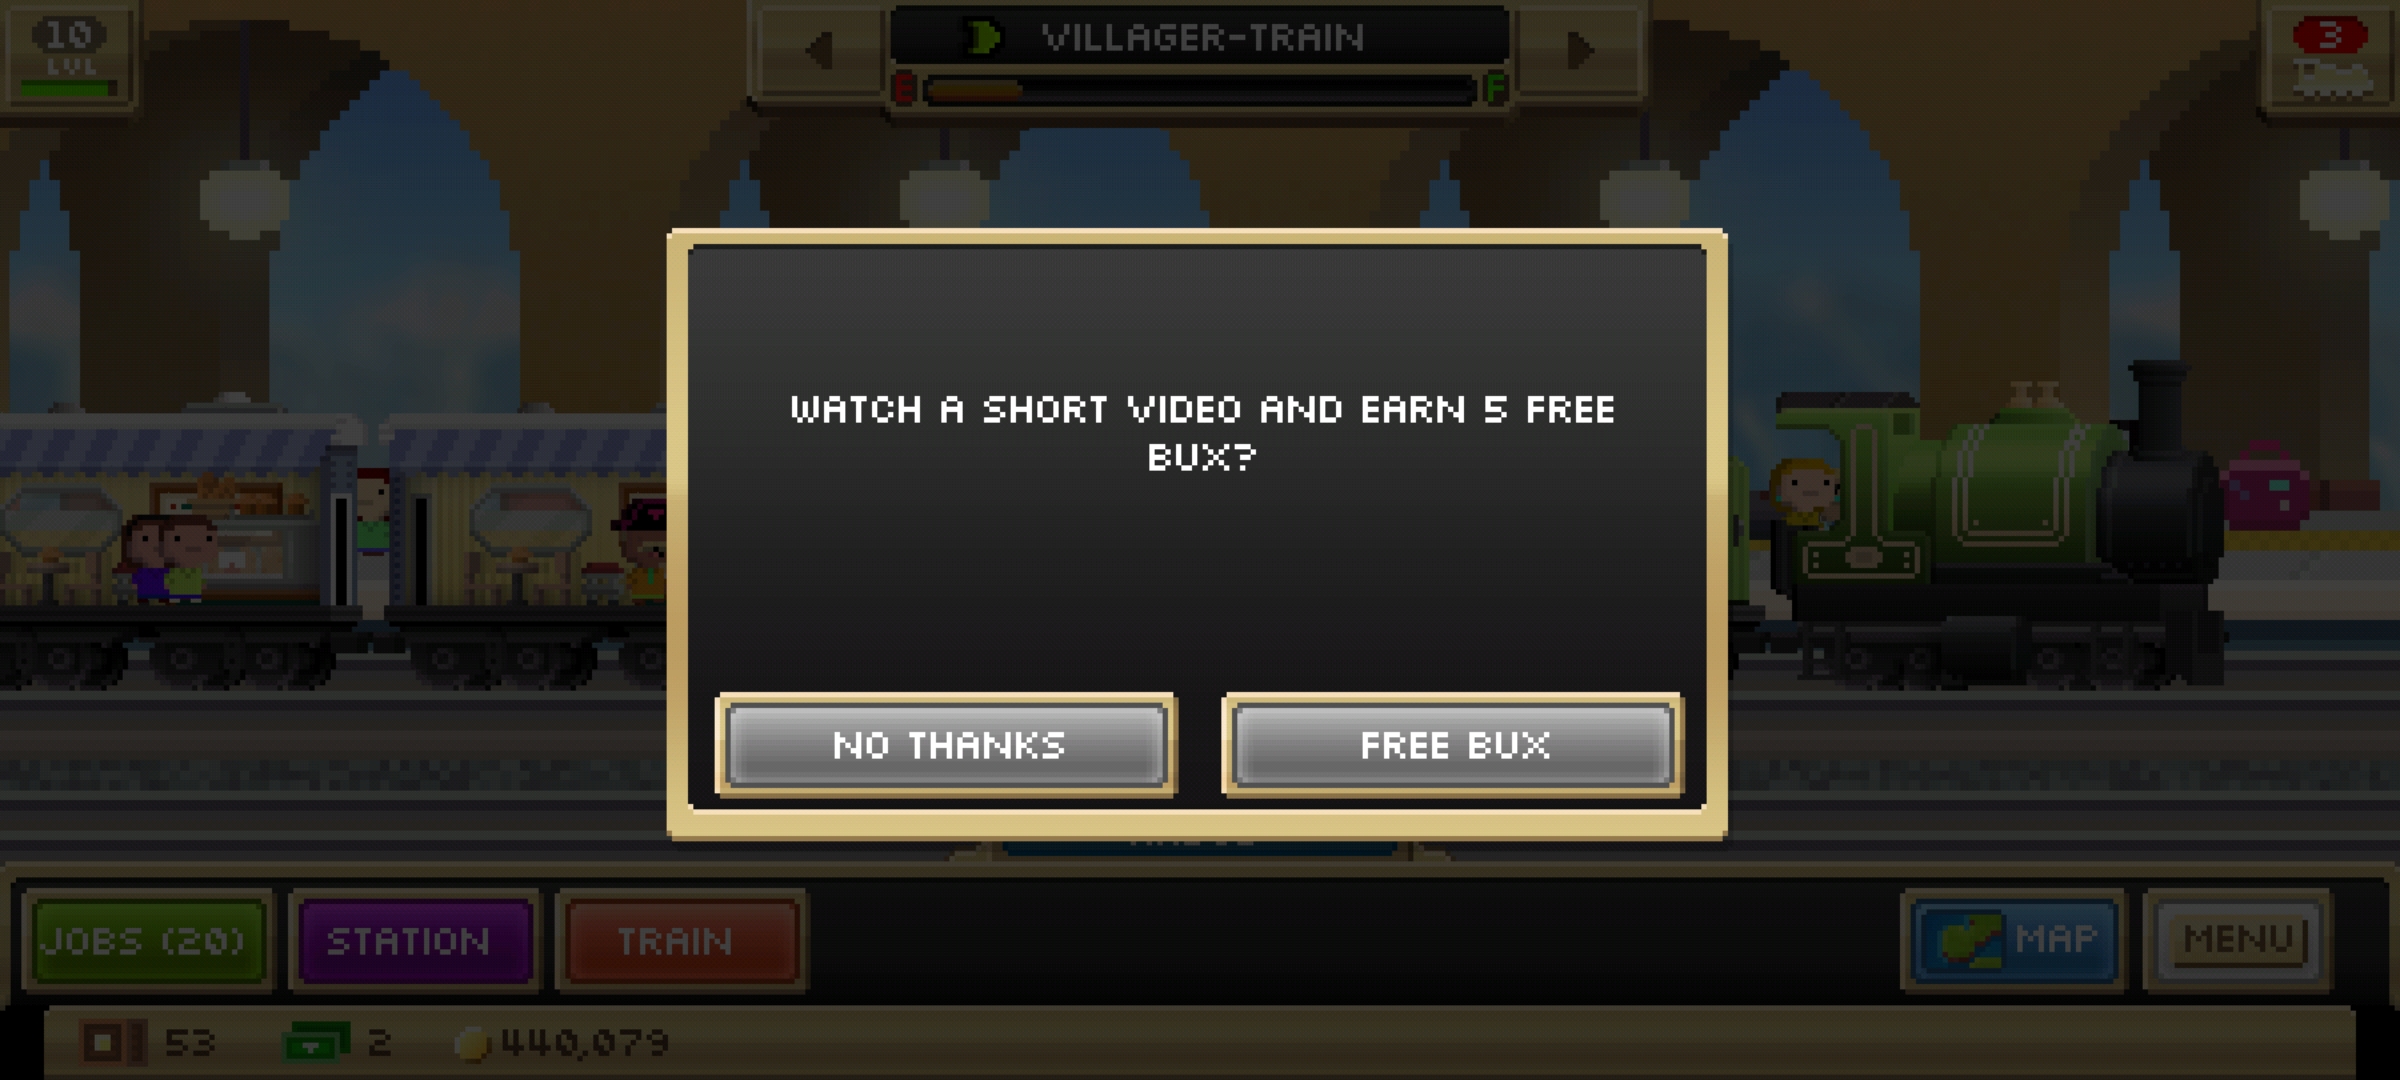 10
LVL
VILLAGER-TRAIN
E
F
3
WATCH A SHORT VIDEO AND EARN 5 FREE
BUX?
NO THANKS
FREE BUX
JOBS (20)
STATION
TRAIN
MAP
MENU
53
2
440,079